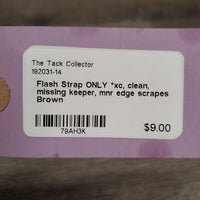 The Tack Collector
192031-14
Flash Strap ONLY *xc, clean,
missing keeper, mnr edge scrapes
Brown
79AH3K
$9.00